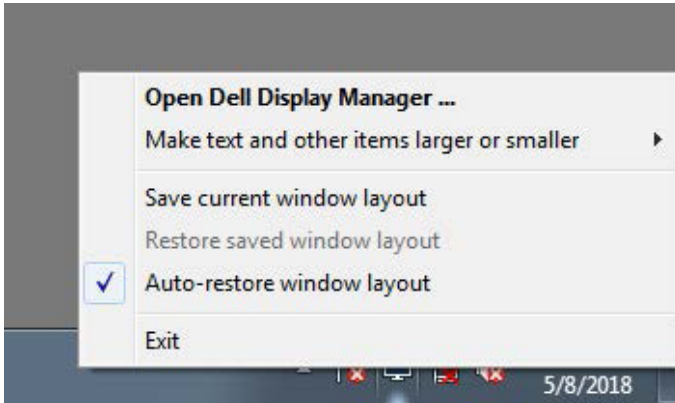 Open Dell Display Manager ...
Make text and other items larger or smaller
Save current window layout
Restore saved window layout
Auto-restore window layout
Exit
5/8/2018